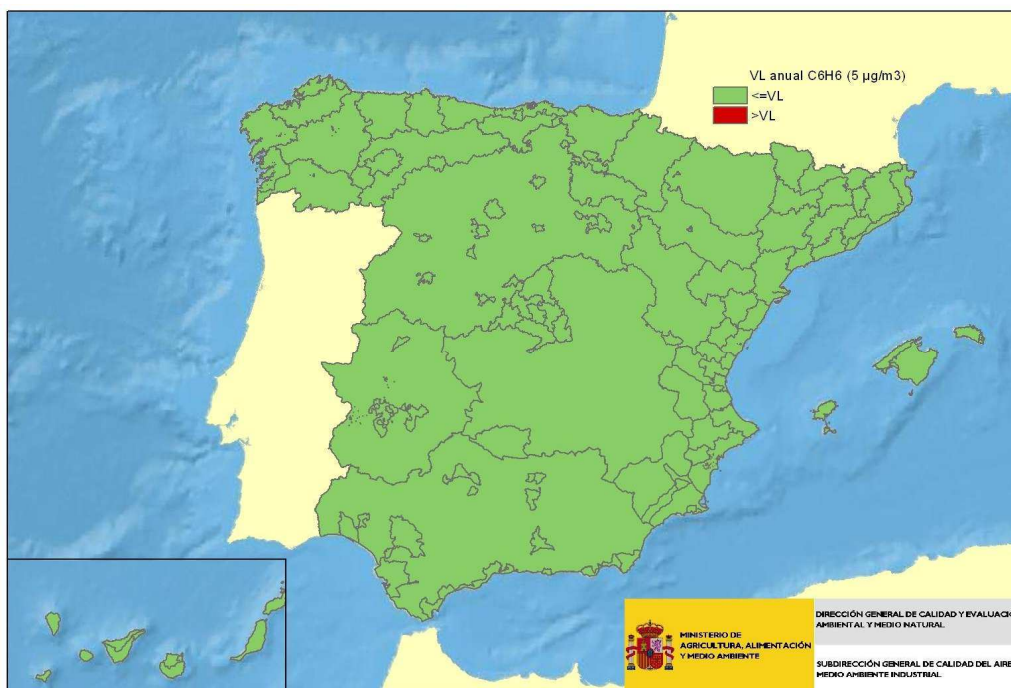 VL anual C6H6 (5 µg/m3)
<=VL
>VL
MINISTERIO DE
AGRICULTURA, ALIMENTACIÓN
Y MEDIO AMBIENTE
DIRECCIÓN GENERAL DE CALIDAD Y EVALUACIÓ
AMBIENTAL Y MEDIO NATURAL
SUBDIRECCIÓN GENERAL DE CALIDAD DEL AIRE
MEDIO AMBIENTE INDUSTRIAL